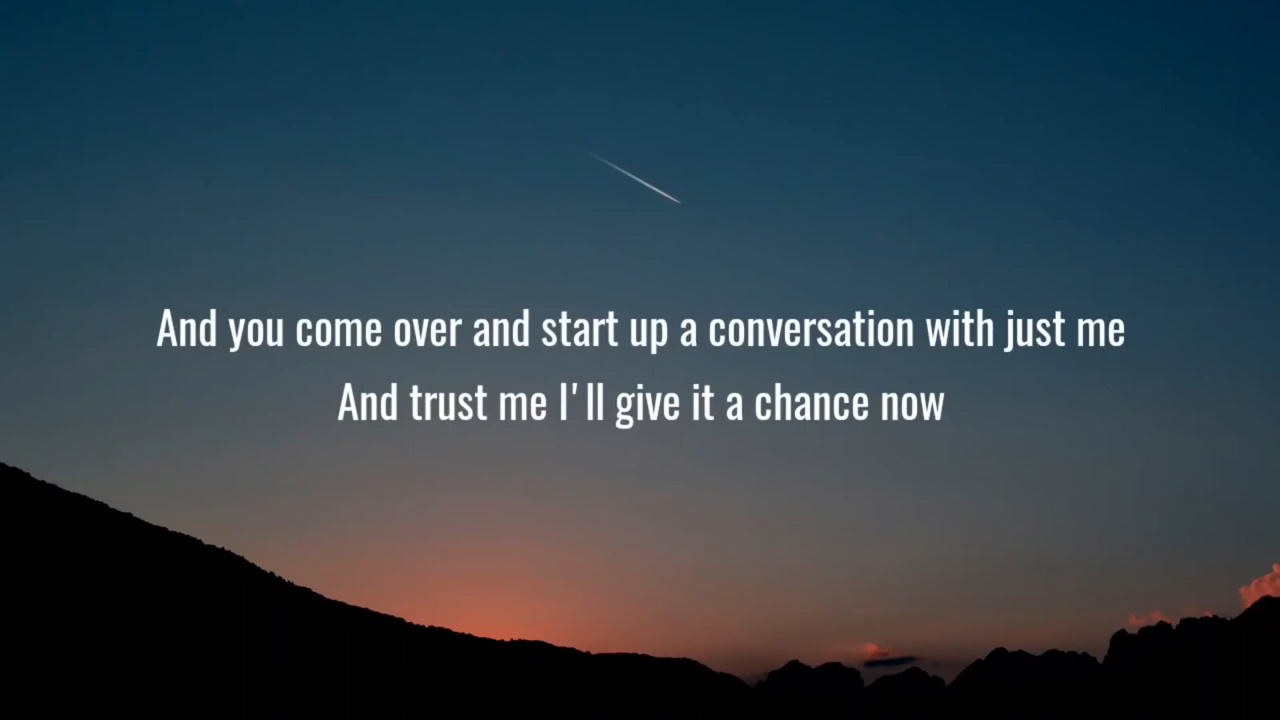 And you come over and start up a conversation with just me
And trust me I'll give it a chance now